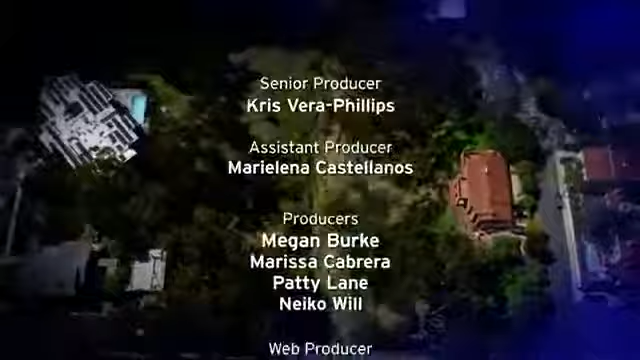 Senior Producer
Kris Vera-Phillips
Assistant Producer
Marielena Castellanos
Producers
Megan Burke
Marissa Cabrera
Patty Lane
Neiko Will
Web Producer